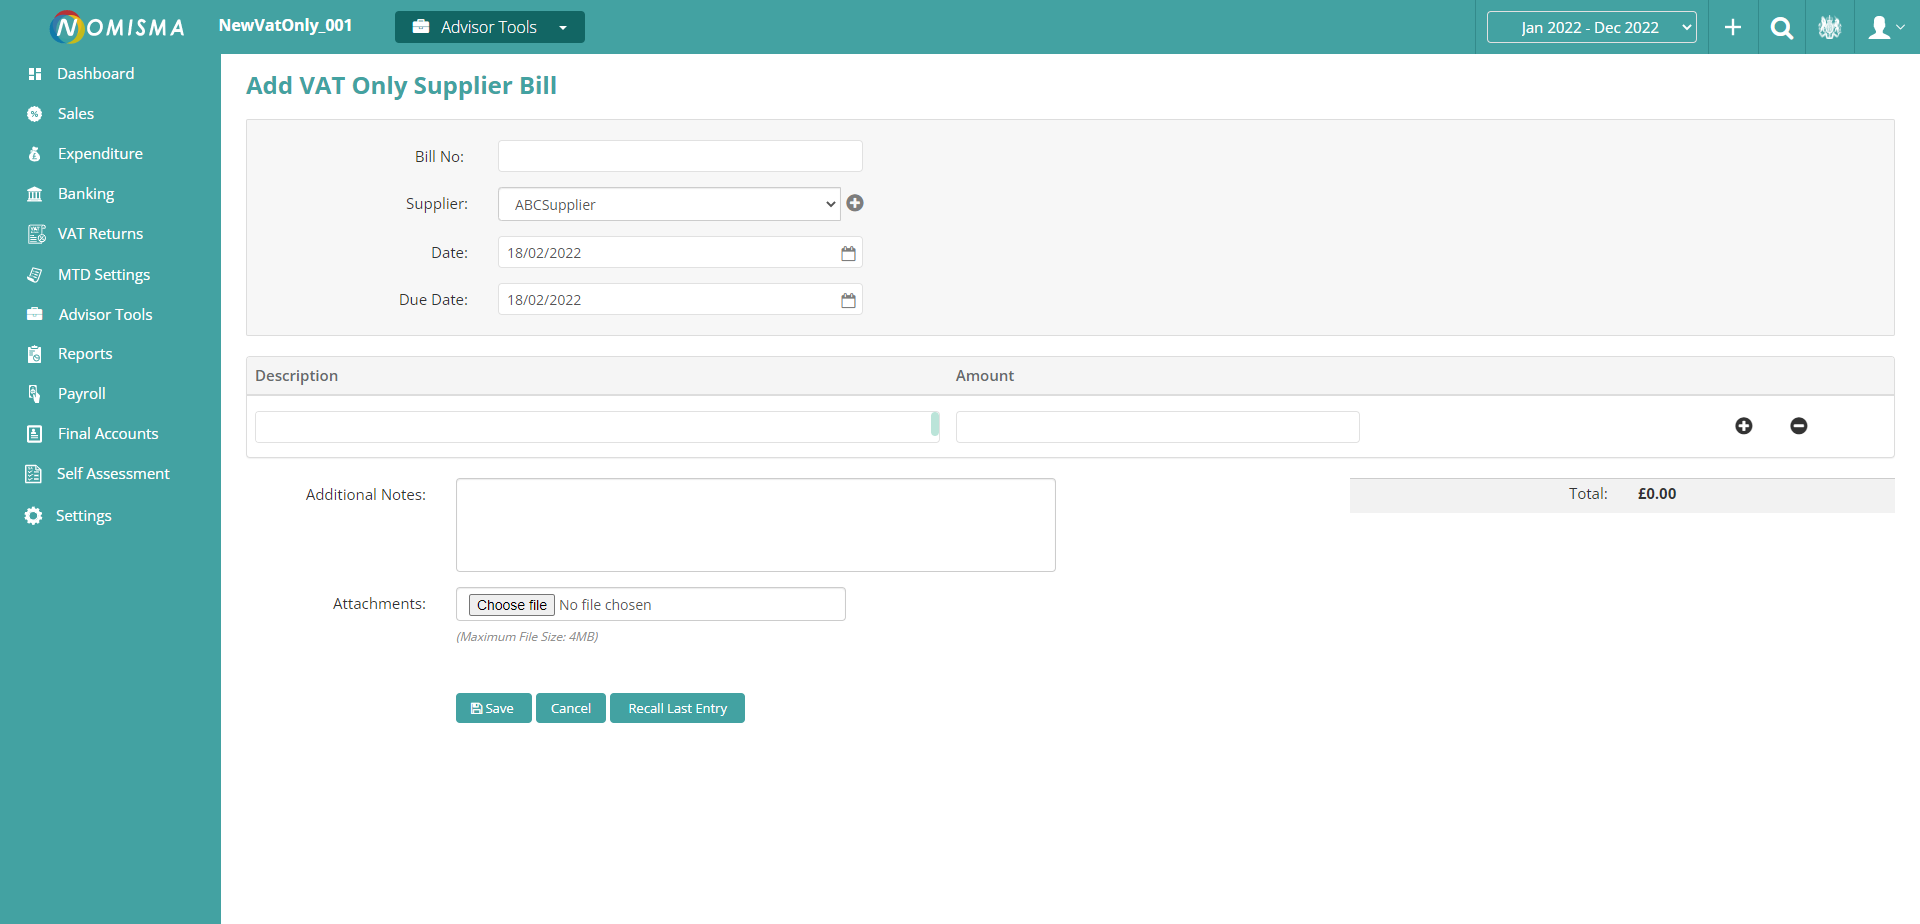 NOMISMA
NewVatOnly_001
Advisor Tools
Jan 2022 - Dec 2022
Dashboard
Sales
Expenditure
Banking
VAT Returns
MTD Settings
Advisor Tools
Reports
Payroll
Final Accounts
Self Assessment
Settings
Add VAT Only Supplier Bill
Bill No:
Supplier: ABCSupplier
Date: 18/02/2022
Due Date: 18/02/2022
Description Amount
Additional Notes:
Total: £0.00
Attachments: Choose file No file chosen
(Maximum File Size: 4MB)
Save Cancel Recall Last Entry